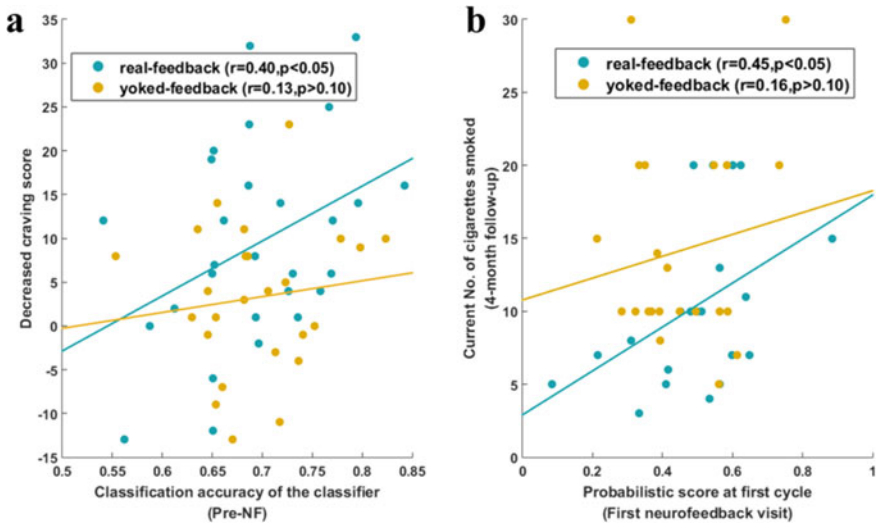 a
35
30
25
20
15
10
5
0
-5
-10
-15
Decreased craving score
real-feedback (r=0.40,p<0.05)
yoked-feedback (r=0.13,p>0.10)
0.5 0.55 0.6 0.65 0.7 0.75 0.8 0.85
Classification accuracy of the classifier
(Pre-NF)
b
30
25
20
15
10
5
0
Current No. of cigarettes smoked
(4-month follow-up)
real-feedback (r=0.45,p<0.05)
yoked-feedback (r=0.16,p>0.10)
0 0.2 0.4 0.6 0.8 1
Probabilistic score at first cycle
(First neurofeedback visit)